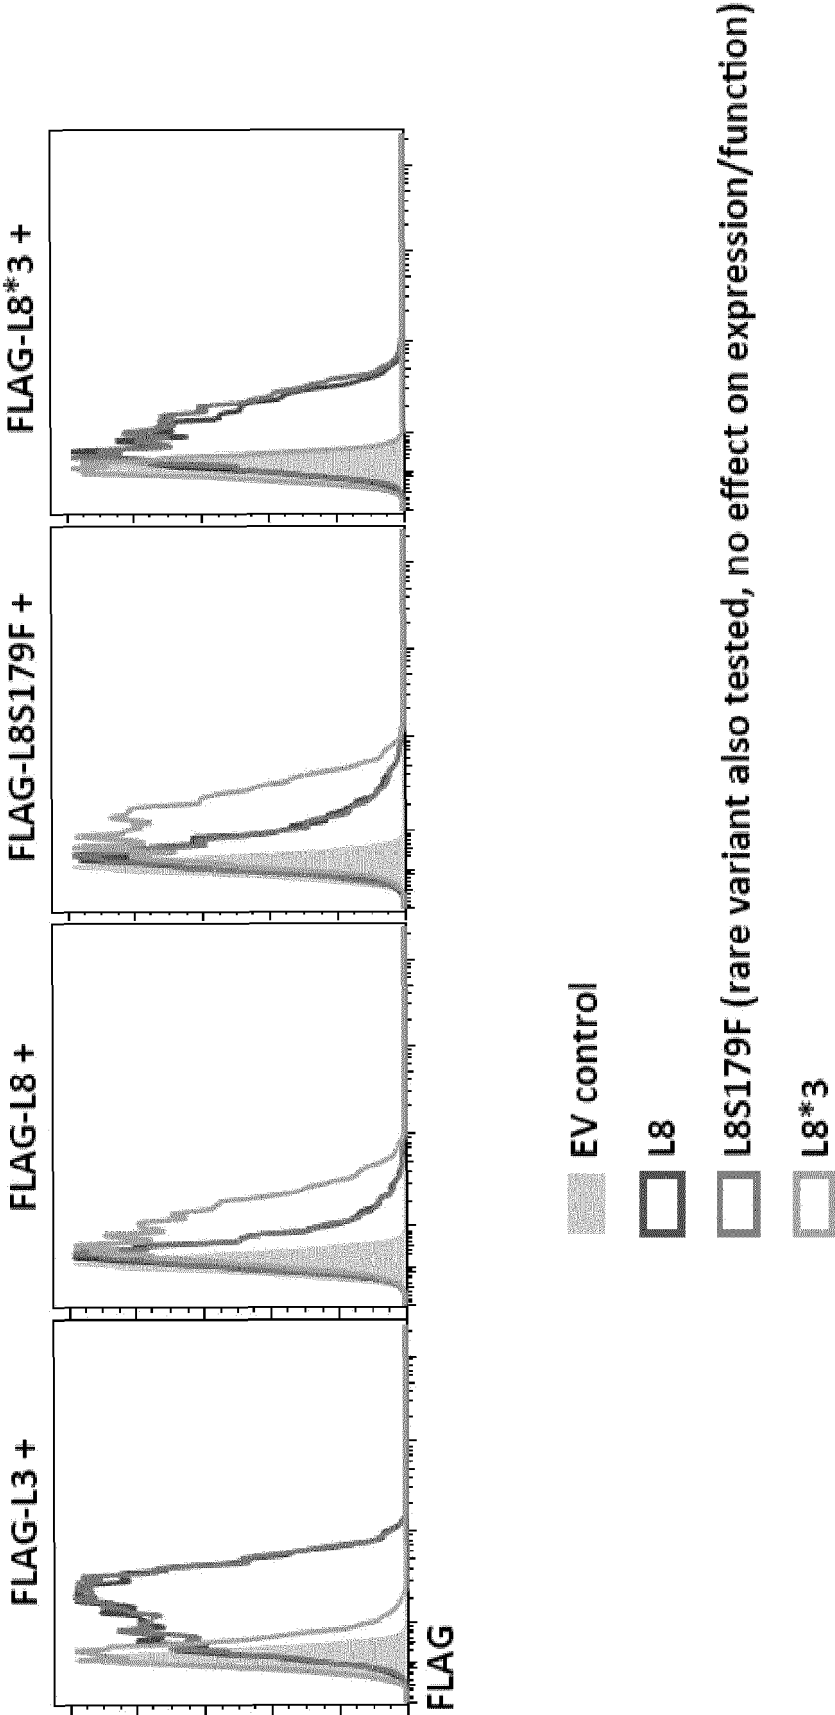 FLAG-L3 +
FLAG-L8 +
FLAG-L8S179F +
FLAG-L8*3 +
FLAG
EV control
L8
L8S179F (rare variant also tested, no effect on expression/function)
L8*3